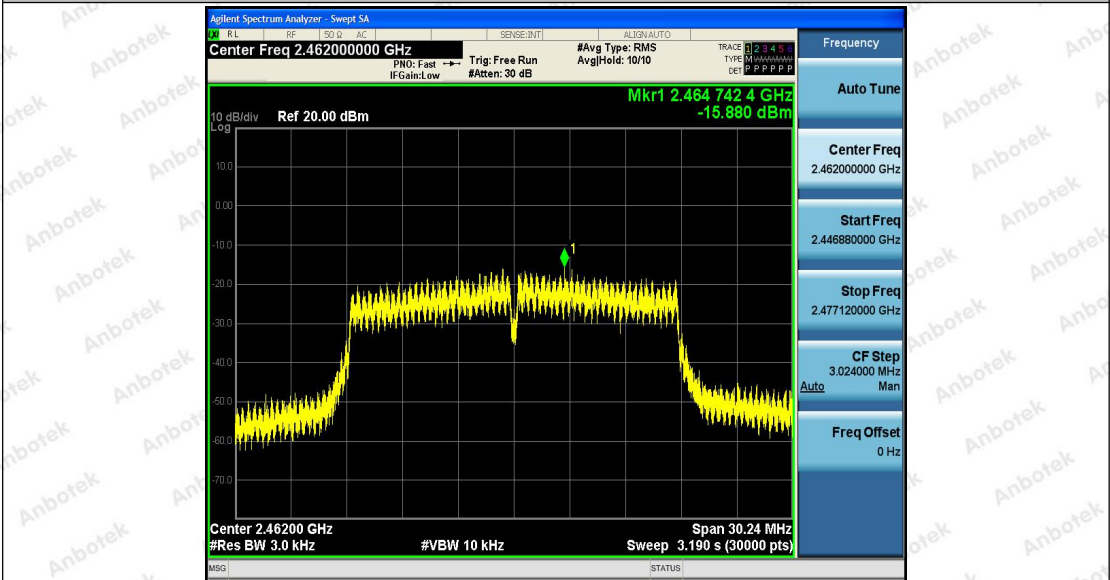 Agilent Spectrum Analyzer - Swept SA
RL RF 50 Ω AC SENSE:INT ALIGN AUTO
Center Freq 2.462000000 GHz
PNO: Fast
IFGain:Low
Trig: Free Run
#Atten: 30 dB
#Avg Type: RMS
Avg|Hold: 10/10
TRACE 1 2 3 4 5 6
TYPE M
DET P P P P P P
Mkr1 2.464 742 4 GHz
-15.880 dBm
10 dB/div Ref 20.00 dBm
Log
10.0
0.00
-10.0
-20.0
-30.0
-40.0
-50.0
-60.0
-70.0
1
Center 2.46200 GHz
Span 30.24 MHz
#Res BW 3.0 kHz
#VBW 10 kHz
Sweep 3.190 s (30000 pts)
MSG
STATUS
Frequency
Auto Tune
Center Freq
2.462000000 GHz
Start Freq
2.446880000 GHz
Stop Freq
2.477120000 GHz
CF Step
3.024000 MHz
Auto Man
Freq Offset
0 Hz
Anbotek